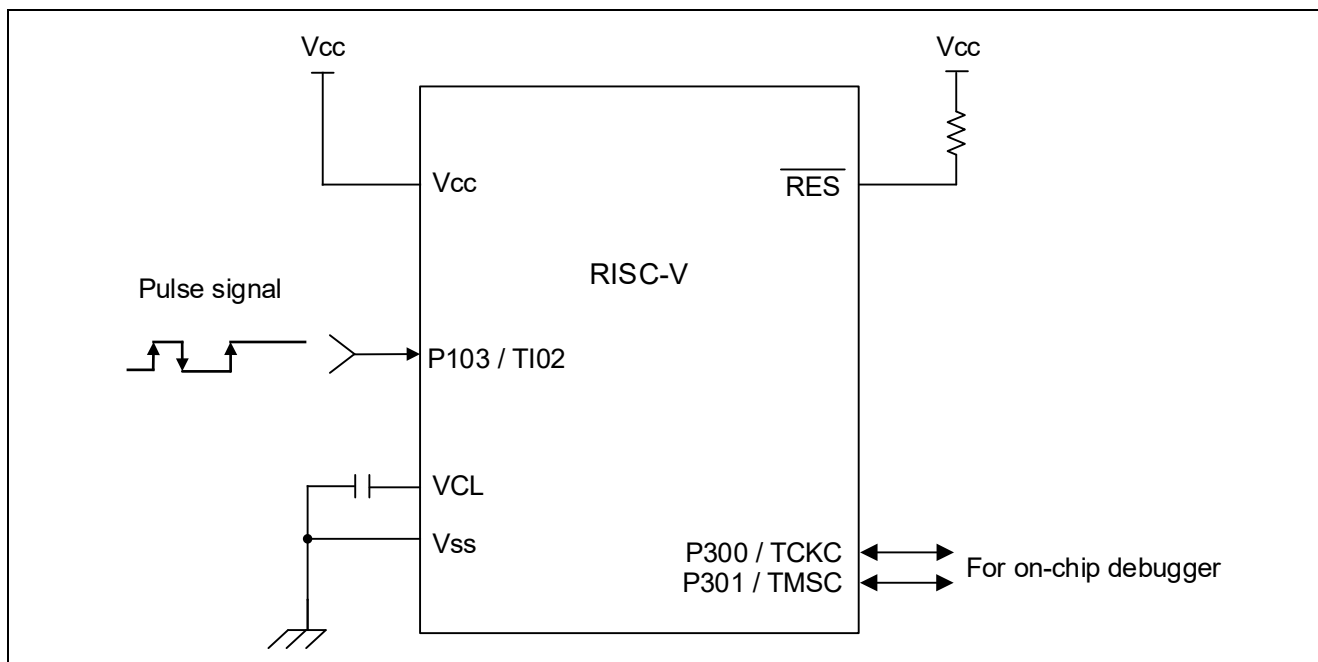 Vcc
Vcc
Vcc
RES
RISC-V
Pulse signal
P103 / TI02
VCL
Vss
P300 / TCKC
P301 / TMSC
For on-chip debugger